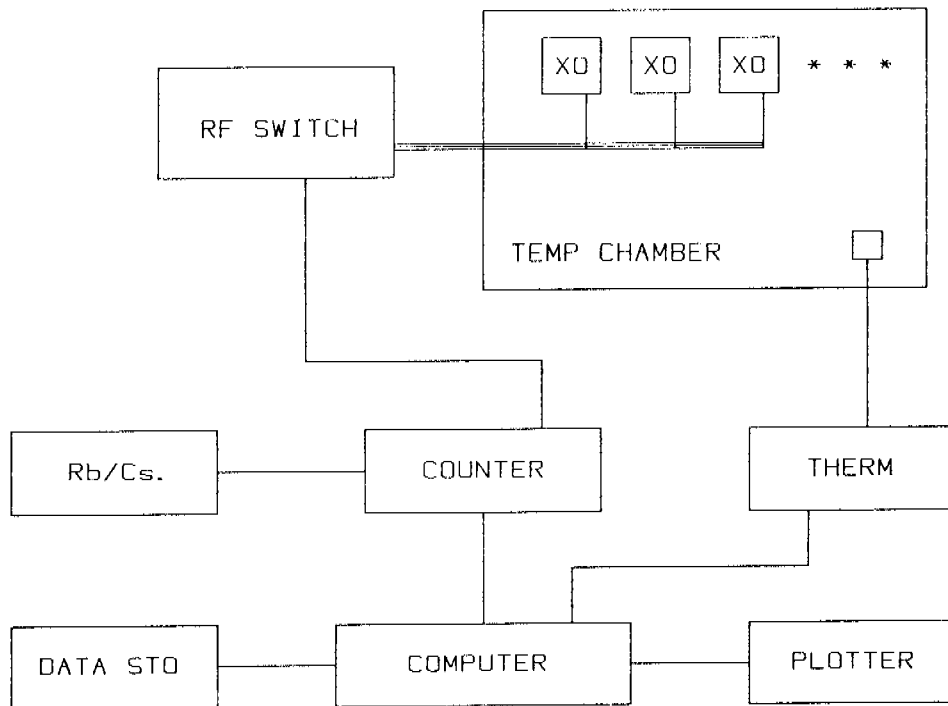 XO XO XO * * *
RF SWITCH
TEMP CHAMBER
Rb/Cs.
COUNTER
THERM
DATA STO
COMPUTER
PLOTTER